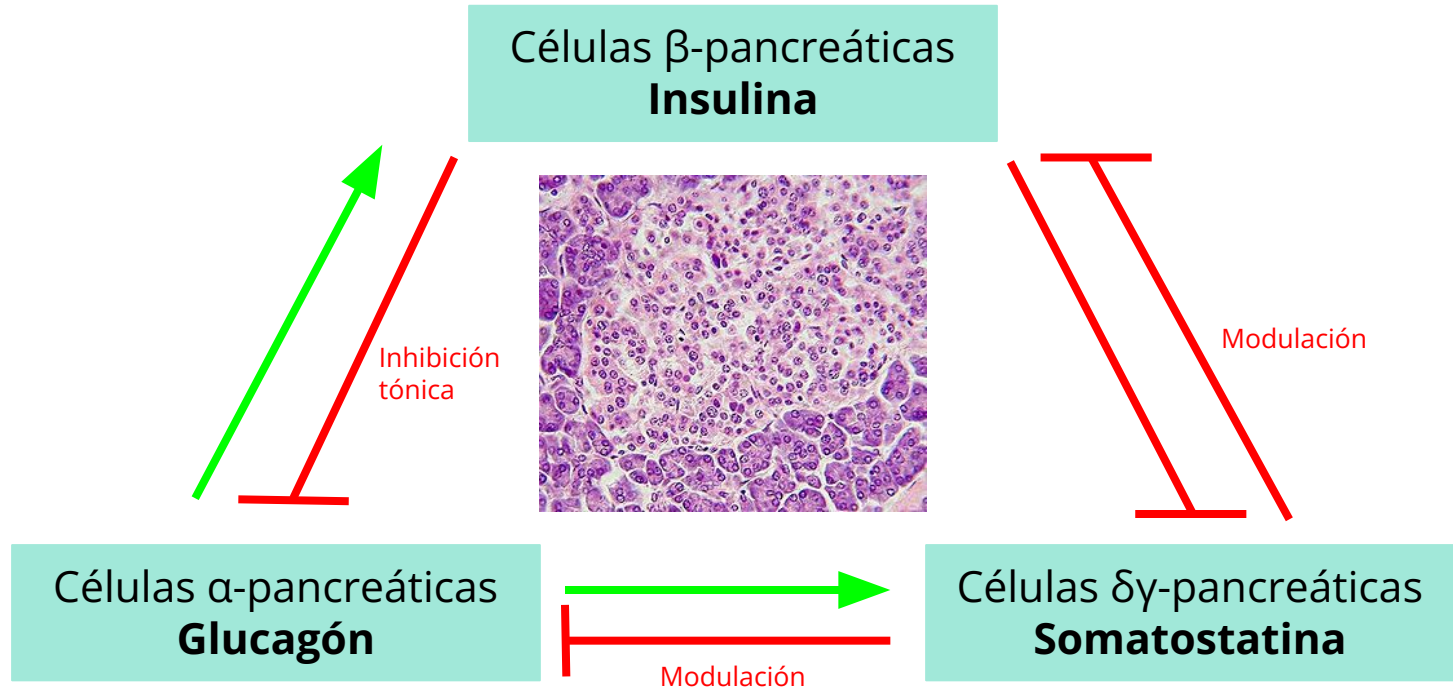 Células β-pancreáticas
Insulina
Inhibición
tónica
Modulación
Células α-pancreáticas
Glucagón
Células δγ-pancreáticas
Somatostatina
Modulación